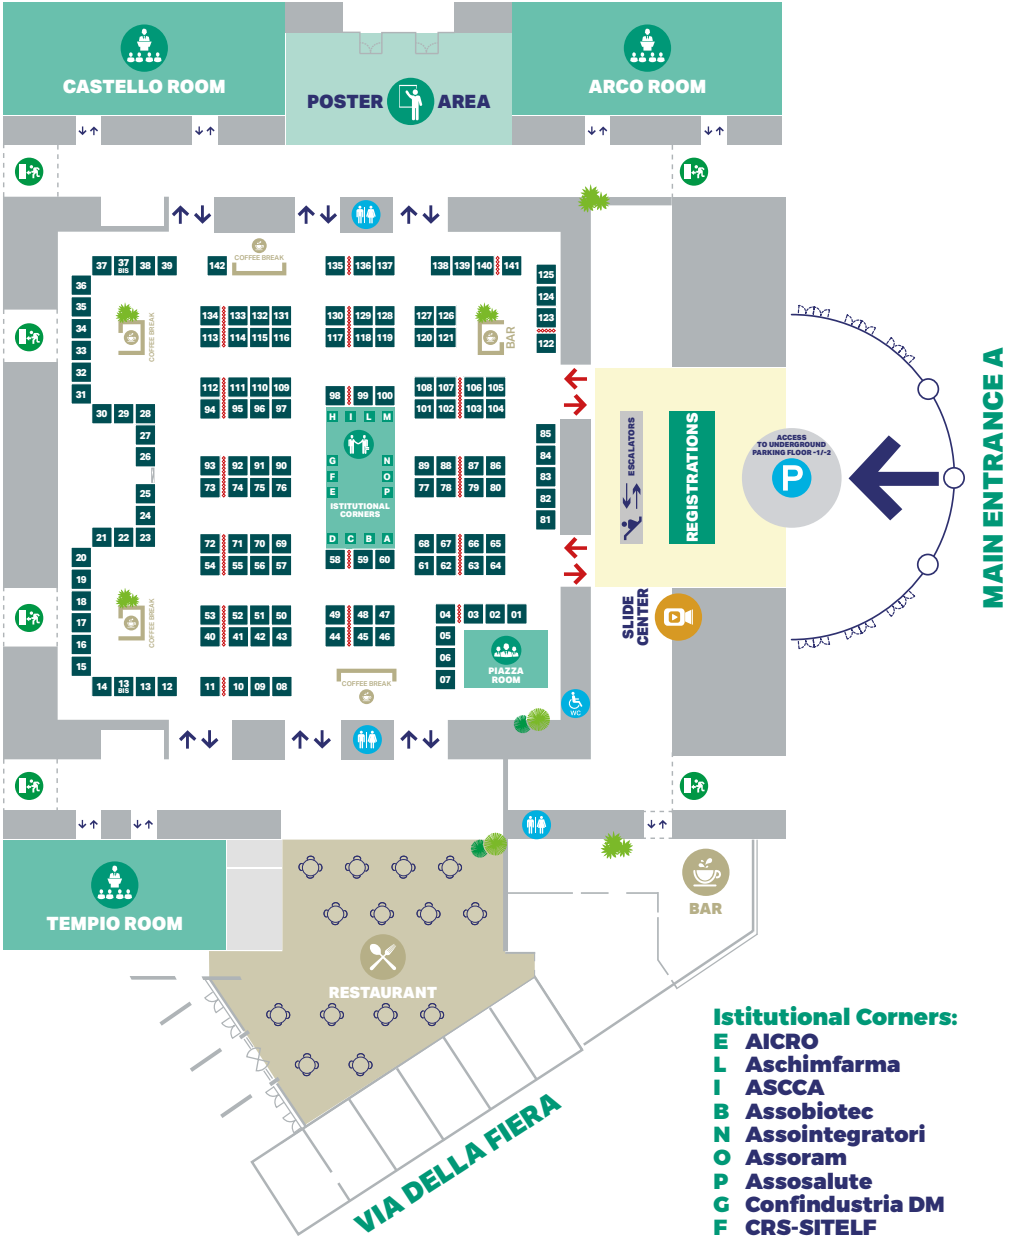 CASTELLO ROOM
POSTER AREA
ARCO ROOM
135 136 137
138 139 140 141
37 37 BIS 38 39
142
COFFEE BREAK
125
124
123
122
36
35
34
33
32
31
COFFEE BREAK
134 133 132 131
113 114 115 116
130 129 128
117 118 119
127 126
120 121
BAR
112 111 110 109
94 95 96 97
98 99 100
108 107 106 105
101 102 103 104
30 29 28
27
26
25
24
21 22 23
H I L M
G N
F O
E P
ISTITUTIONAL
CORNERS
D C B A
58 59 60
93 92 91 90
73 74 75 76
89 88 87 86
77 78 79 80
85
84
83
82
81
ESCALATORS
REGISTRATIONS
ACCESS
TO UNDERGROUND
PARKING FLOOR -1/-2
P
MAIN ENTRANCE A
72 71 70 69
54 55 56 57
68 67 66 65
61 62 63 64
20
19
18
17
16
15
COFFEE BREAK
53 52 51 50
40 41 42 43
49 48 47
44 45 46
04 03 02 01
05
06
07
PIAZZA
ROOM
SLIDE
CENTER
14 13 BIS 13 12
11 10 09 08
COFFEE BREAK
WC
TEMPIO ROOM
RESTAURANT
BAR
VIA DELLA FIERA
Istitutional Corners:
E AICRO
L Aschimfarma
I ASCCA
B Assobiotec
N Assointegratori
O Assoram
P Assosalute
G Confindustria DM
F CRS-SITELF